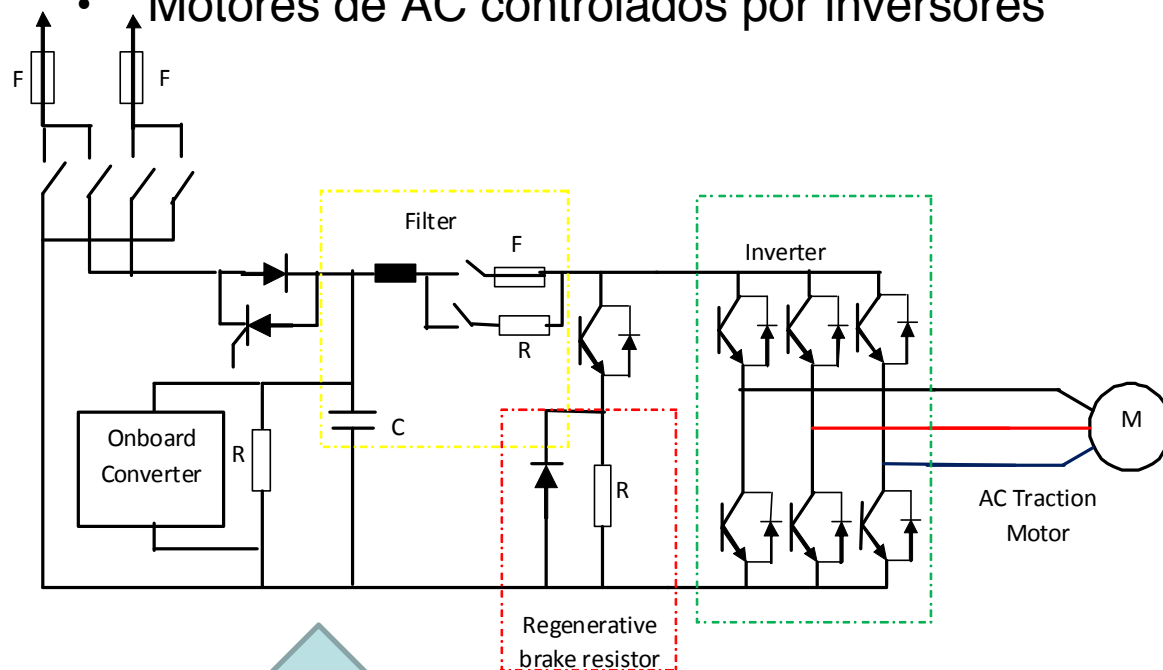 • Motores de AC controlados por inversores
F
F
Filter
F
Inverter
R
Onboard
Converter
R
C
R
M
AC Traction
Motor
Regenerative
brake resistor